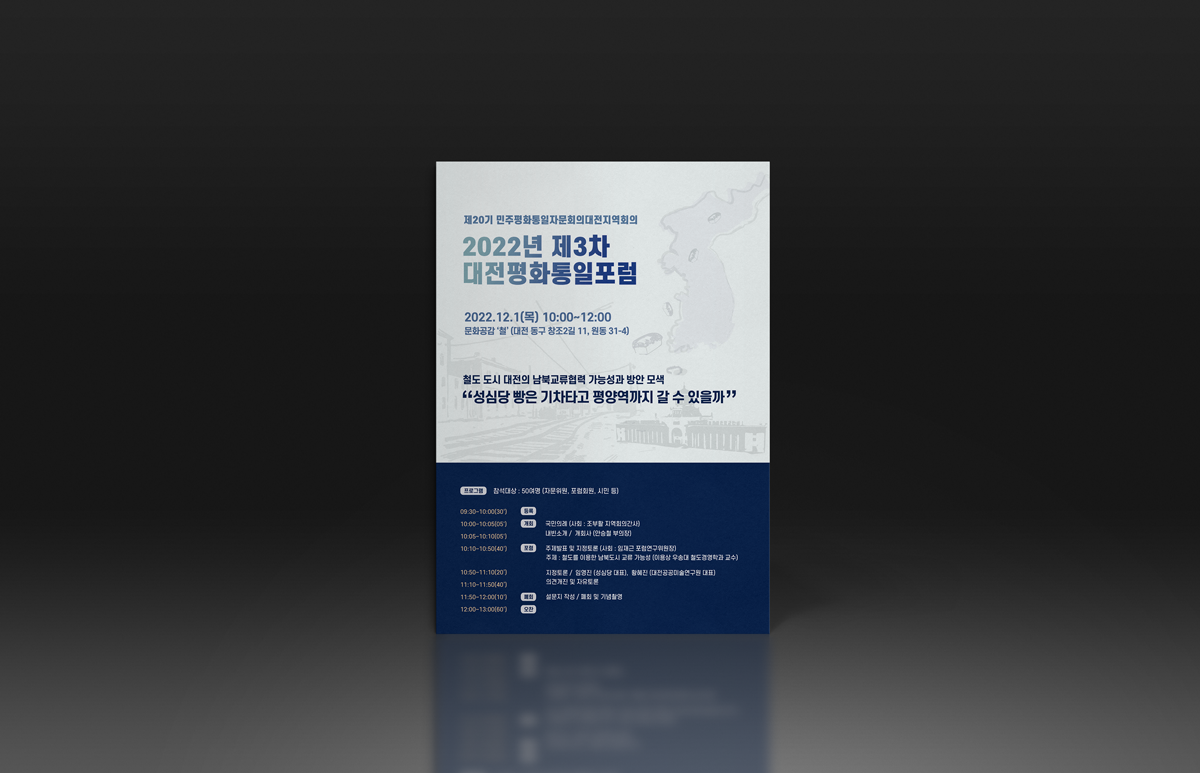 제20기 민주평화통일자문회의대전지역회의
2022년 제3차
대전평화통일포럼
2022.12.1(목) 10:00~12:00
문화공감 '철' (대전 동구 창조2길 11, 원동 31-4)
철도 도시 대전의 남북교류협력 가능성과 방안 모색
“성심당 빵은 기차타고 평양역까지 갈 수 있을까”
프로그램 참석대상 : 50여명 (자문위원, 포럼회원, 시민 등)
09:30~10:00(30') 등록
10:00~10:05(05') 개회 국민의례 (사회 : 조부활 지역회의간사)
10:05~10:10(05') 내빈소개 / 개회사 (안승철 부의장)
10:10~10:50(40') 포럼 주제발표 및 지정토론 (사회 : 임재근 포럼연구위원장)
주제 : 철도를 이용한 남북도시 교류 가능성 (이용상 우송대 철도경영학과 교수)
10:50~11:10(20') 지정토론 / 임영진 (성심당 대표), 황혜진 (대전공공미술연구원 대표)
11:10~11:50(40') 의견개진 및 자유토론
11:50~12:00(10') 폐회 설문지 작성 / 폐회 및 기념촬영
12:00~13:00(60') 오찬